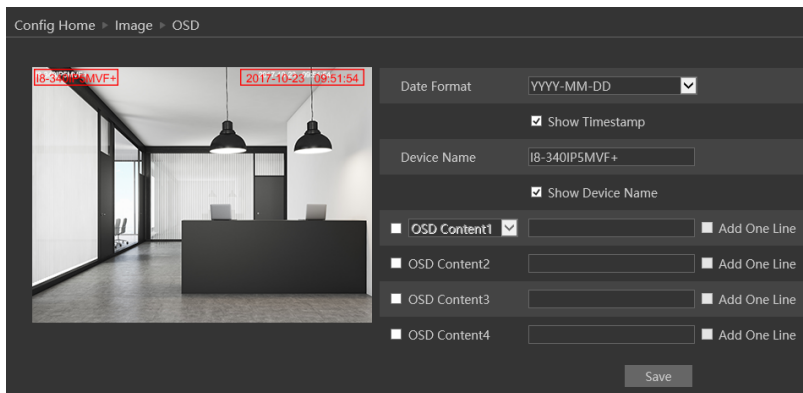 Config Home ▸ Image ▸ OSD
I8-340IP5MVF+ 2017-10-23 09:51:54
Date Format YYYY-MM-DD
Show Timestamp
Device Name I8-340IP5MVF+
Show Device Name
OSD Content1 Add One Line
OSD Content2 Add One Line
OSD Content3 Add One Line
OSD Content4 Add One Line
Save